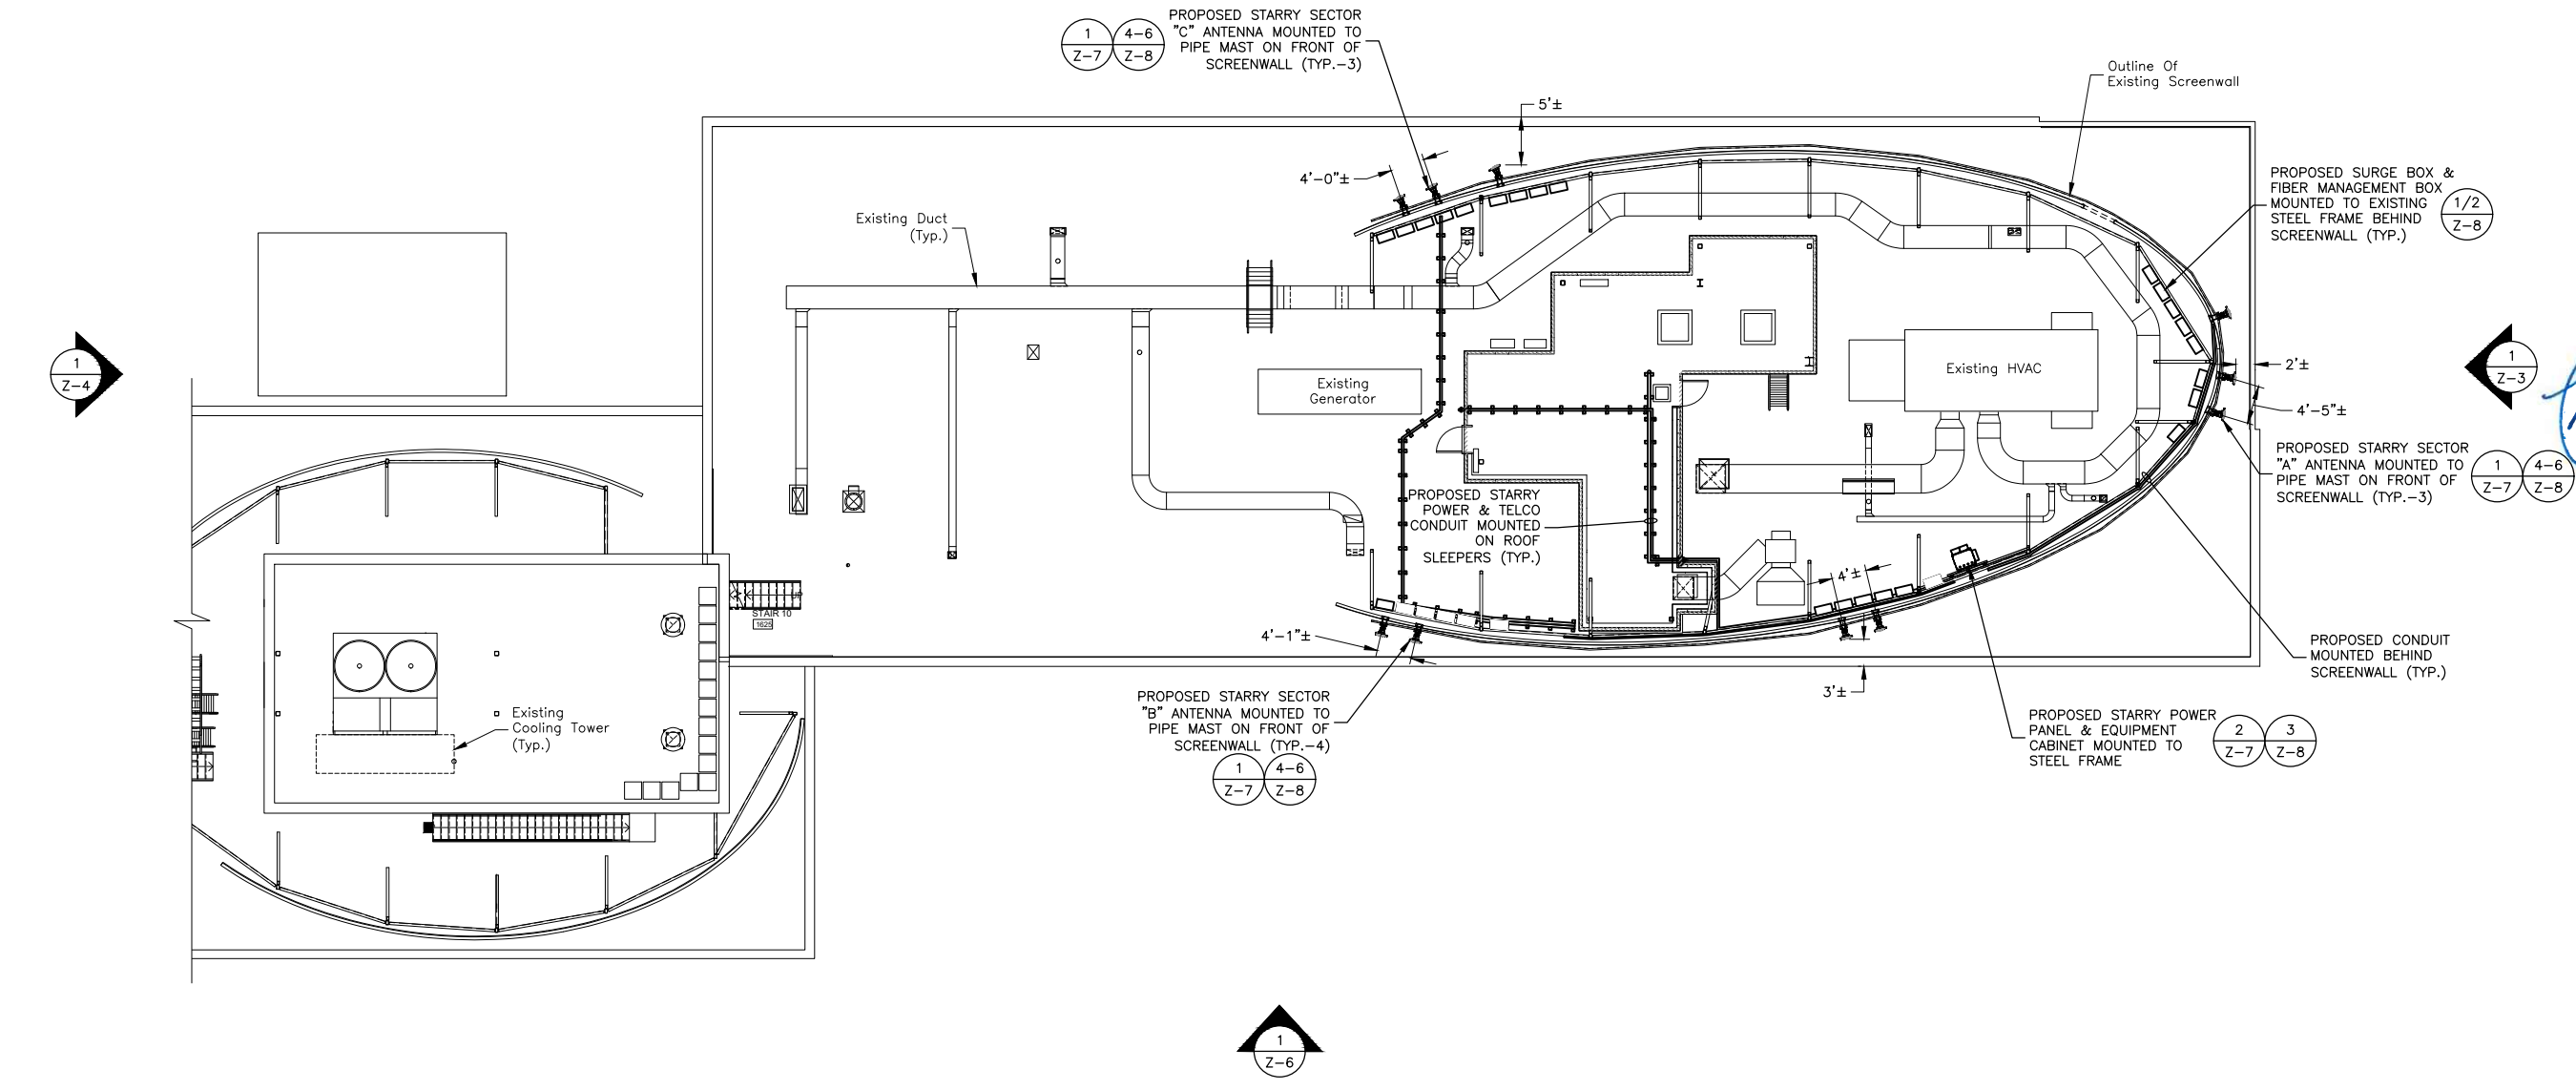 PROPOSED STARRY SECTOR
"C" ANTENNA MOUNTED TO
PIPE MAST ON FRONT OF
SCREENWALL (TYP.-3)
1
Z-7
4-6
Z-8
Outline Of
Existing Screenwall
5'±
4'-0"±
PROPOSED SURGE BOX &
FIBER MANAGEMENT BOX
MOUNTED TO EXISTING
STEEL FRAME BEHIND
SCREENWALL (TYP.)
1/2
Z-8
Existing Duct
(Typ.)
1
Z-4
Existing
Generator
Existing HVAC
1
Z-3
2'±
4'-5"±
PROPOSED STARRY SECTOR
"A" ANTENNA MOUNTED TO
PIPE MAST ON FRONT OF
SCREENWALL (TYP.-3)
1
Z-7
4-6
Z-8
PROPOSED STARRY
POWER & TELCO
CONDUIT MOUNTED
ON ROOF
SLEEPERS (TYP.)
4'±
UP
STAIR 10
1625
4'-1"±
PROPOSED CONDUIT
MOUNTED BEHIND
SCREENWALL (TYP.)
3'±
PROPOSED STARRY SECTOR
"B" ANTENNA MOUNTED TO
PIPE MAST ON FRONT OF
SCREENWALL (TYP.-4)
1
Z-7
4-6
Z-8
PROPOSED STARRY POWER
PANEL & EQUIPMENT
CABINET MOUNTED TO
STEEL FRAME
2
Z-7
3
Z-8
Existing
Cooling Tower
(Typ.)
1
Z-6